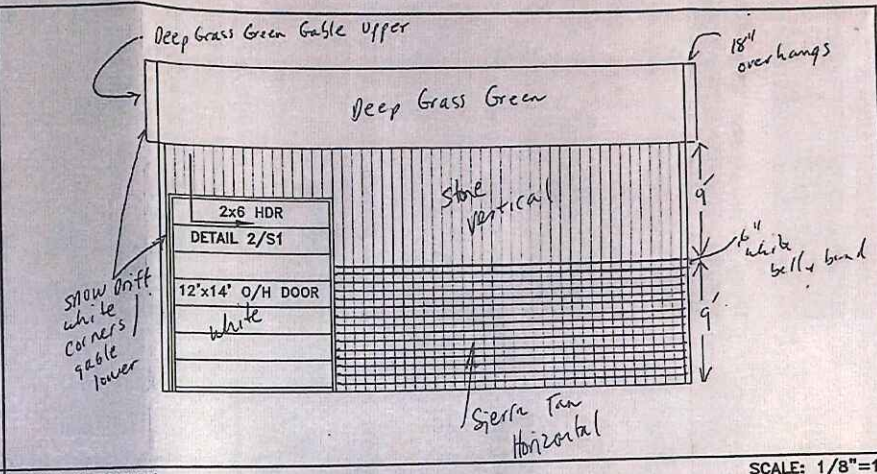 Deep Grass Green Gable Upper
18"
overhangs
Deep Grass Green
stone
vertical
9'
2x6 HDR
DETAIL 2/S1
6"
white
belly band
12'x14' O/H DOOR
white
snow Drift
white
corners
gable
lower
9'
Sierra Tan
Horizontal
SCALE: 1/8"=1